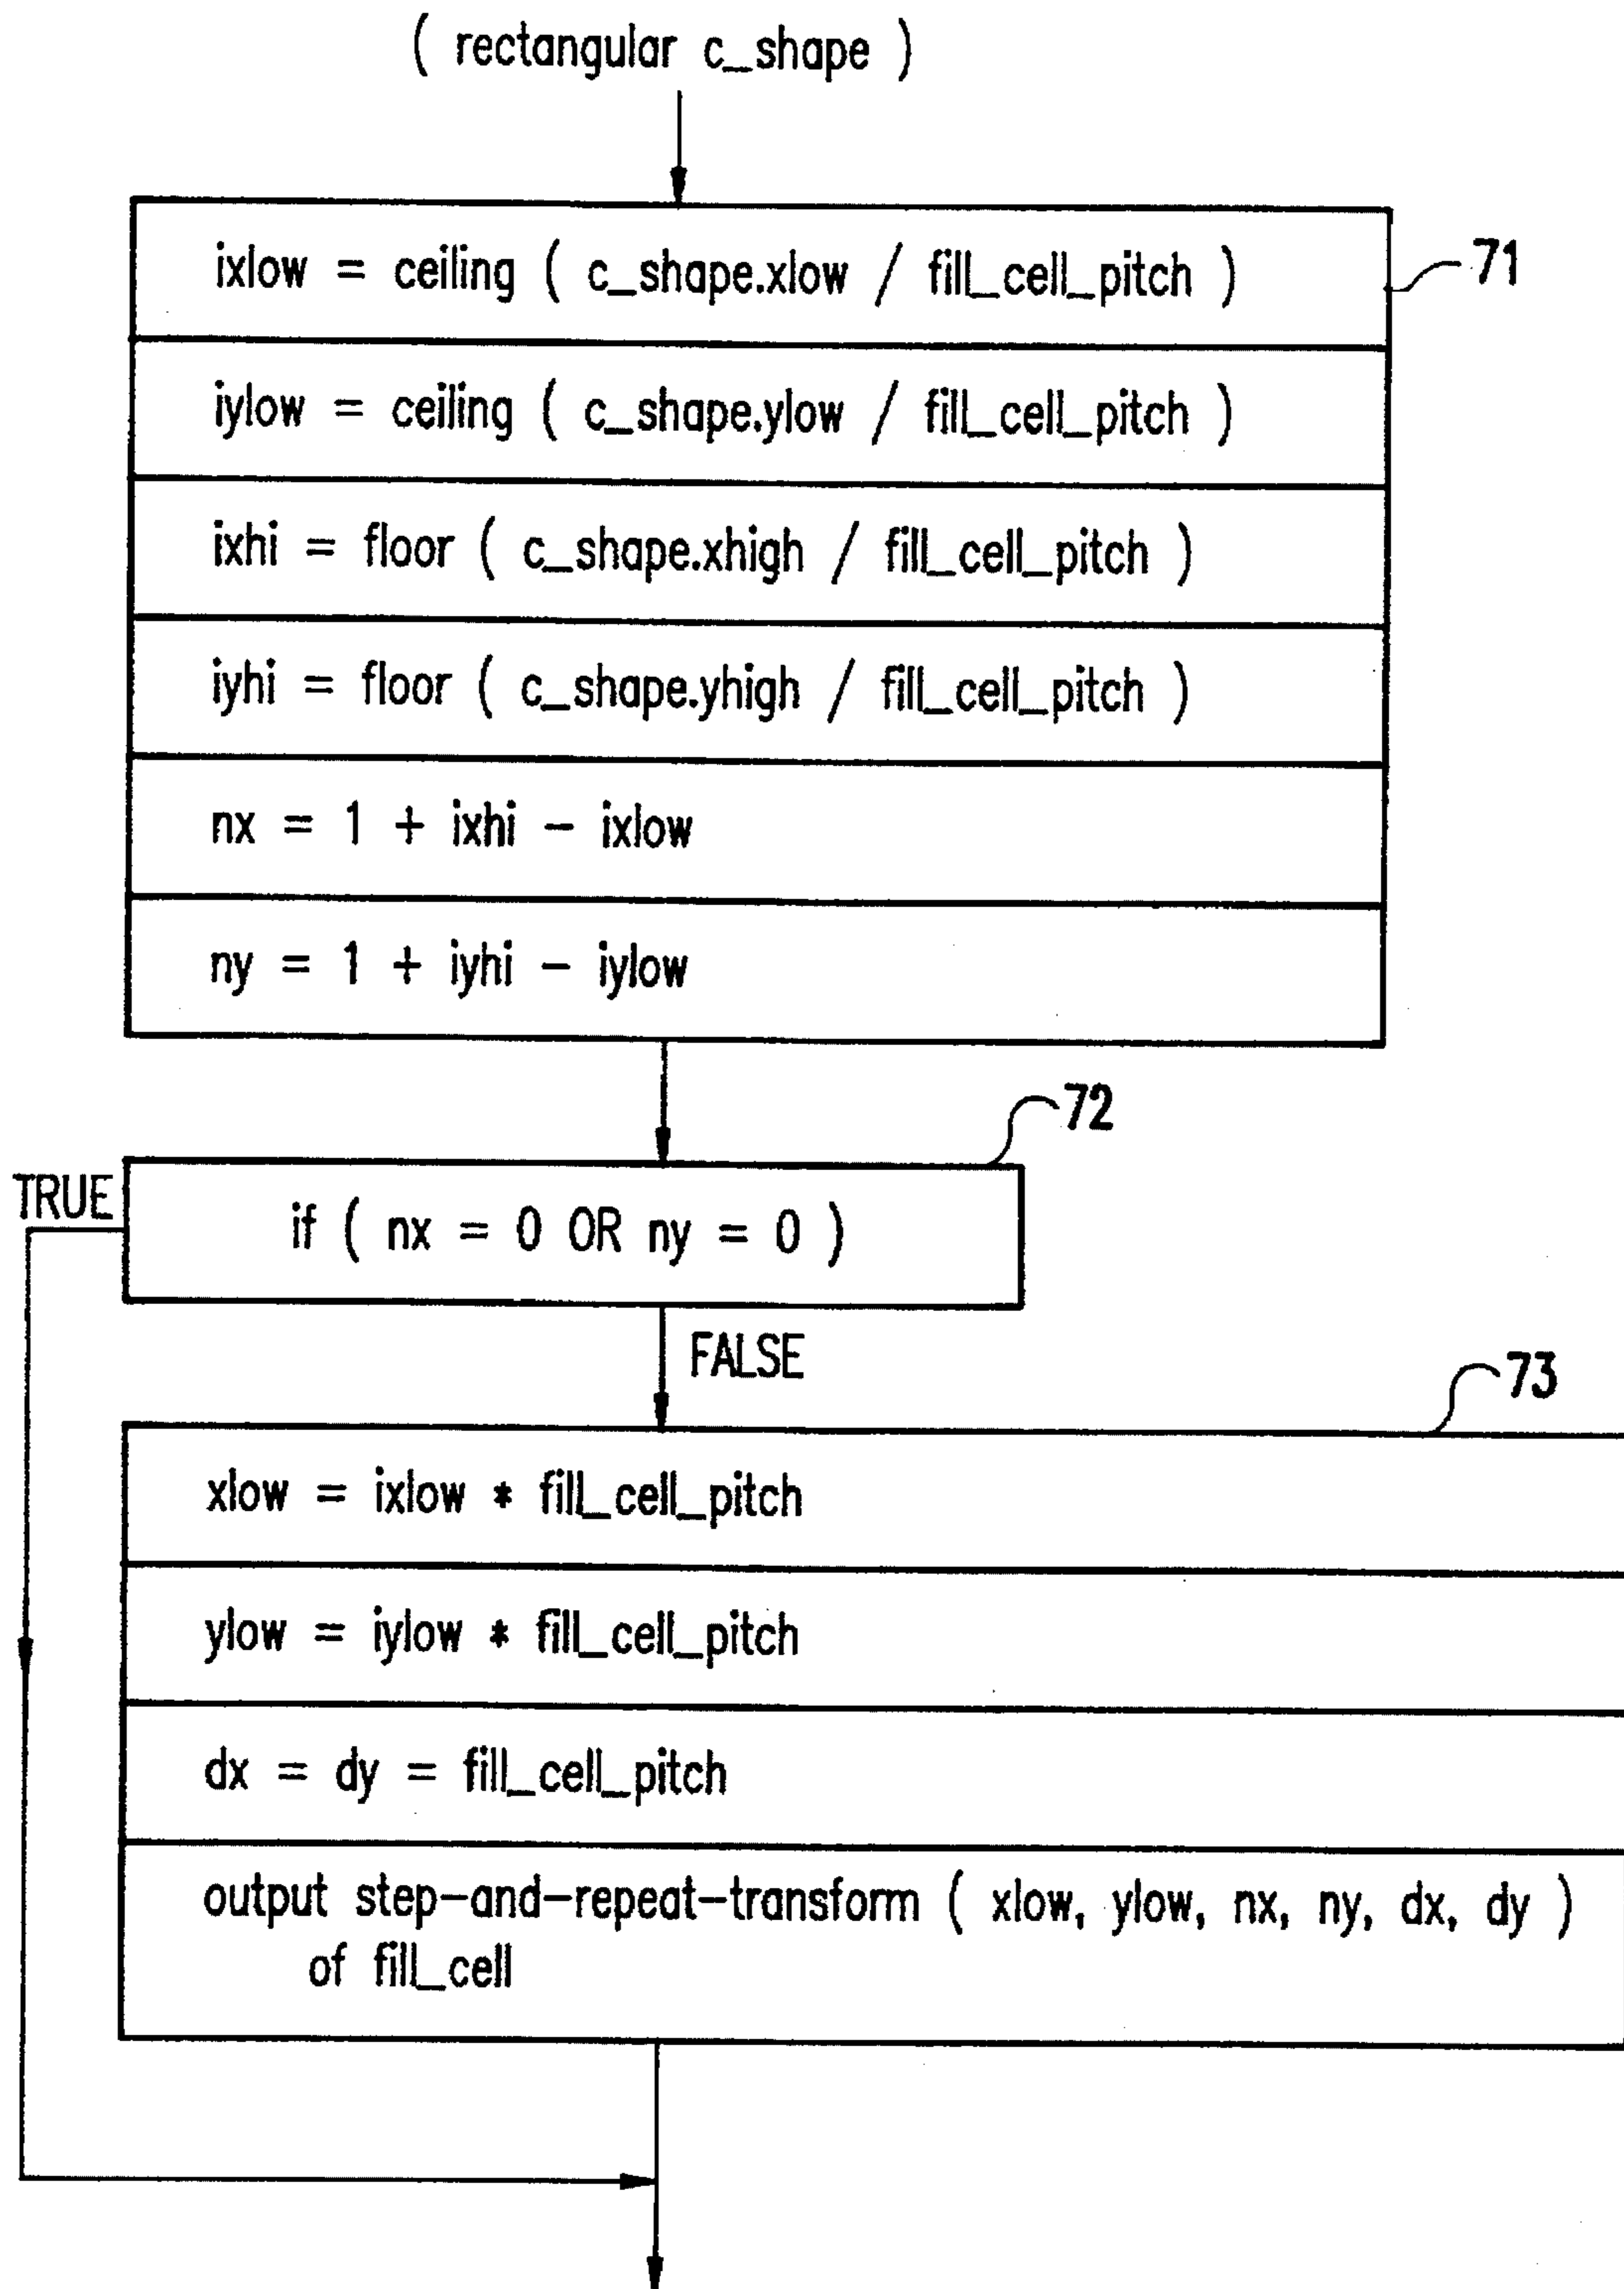 ( rectangular c_shape )
ixlow = ceiling ( c_shape.xlow / fill_cell_pitch )
71
iylow = ceiling ( c_shape.ylow / fill_cell_pitch )
ixhi = floor ( c_shape.xhigh / fill_cell_pitch )
iyhi = floor ( c_shape.yhigh / fill_cell_pitch )
nx = 1 + ixhi - ixlow
ny = 1 + iyhi - iylow
72
TRUE
if ( nx = 0 OR ny = 0 )
FALSE
73
xlow = ixlow * fill_cell_pitch
ylow = iylow * fill_cell_pitch
dx = dy = fill_cell_pitch
output step-and-repeat-transform ( xlow, ylow, nx, ny, dx, dy )
of fill_cell